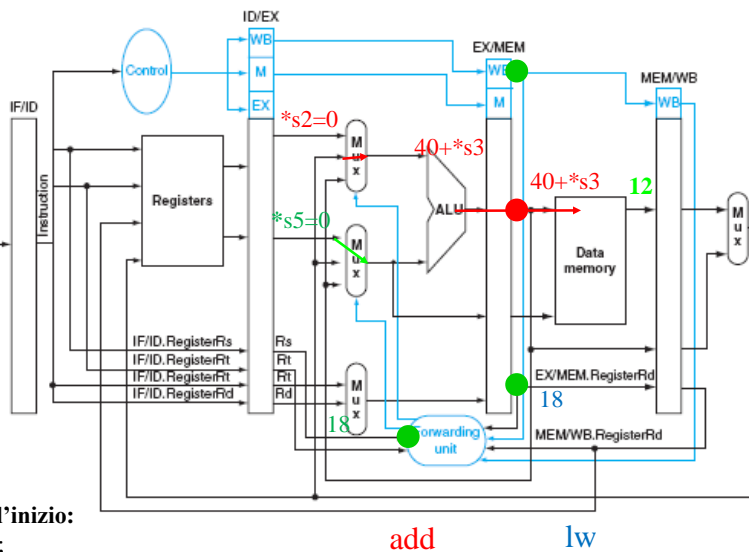 ID/EX
WB
EX/MEM
Control
M
WB
MEM/WB
IF/ID
EX
M
WB
*s2=0
M
u
x
40+*s3
40+*s3
12
Instruction
Registers
ALU
*s5=0
M
u
x
Data
memory
M
u
x
IF/ID.RegisterRs
Rs
IF/ID.RegisterRt
Rt
IF/ID.RegisterRt
Rt
IF/ID.RegisterRd
Rd
M
u
x
EX/MEM.RegisterRd
18
18
Forwarding
unit
MEM/WB.RegisterRd
l'inizio:
add
lw